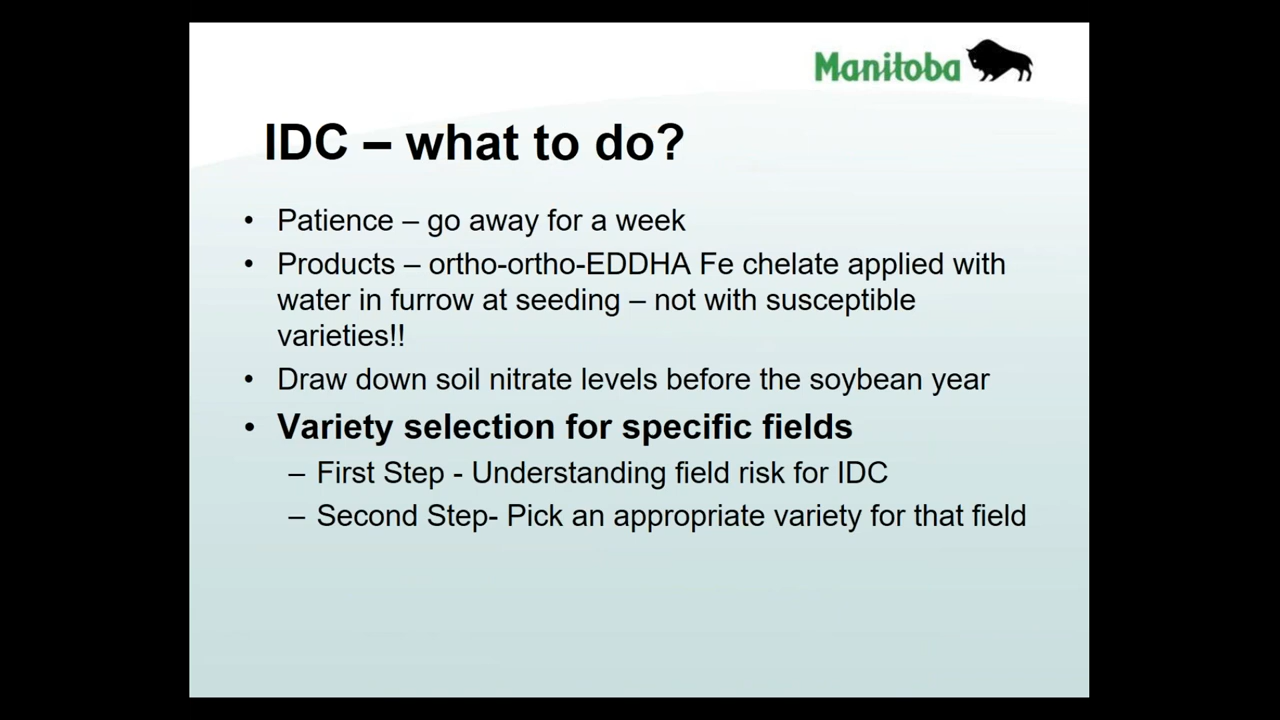 Manitoba
IDC – what to do?
• Patience – go away for a week
• Products – ortho-ortho-EDDHA Fe chelate applied with
water in furrow at seeding – not with susceptible
varieties!!
• Draw down soil nitrate levels before the soybean year
• Variety selection for specific fields
– First Step - Understanding field risk for IDC
– Second Step- Pick an appropriate variety for that field